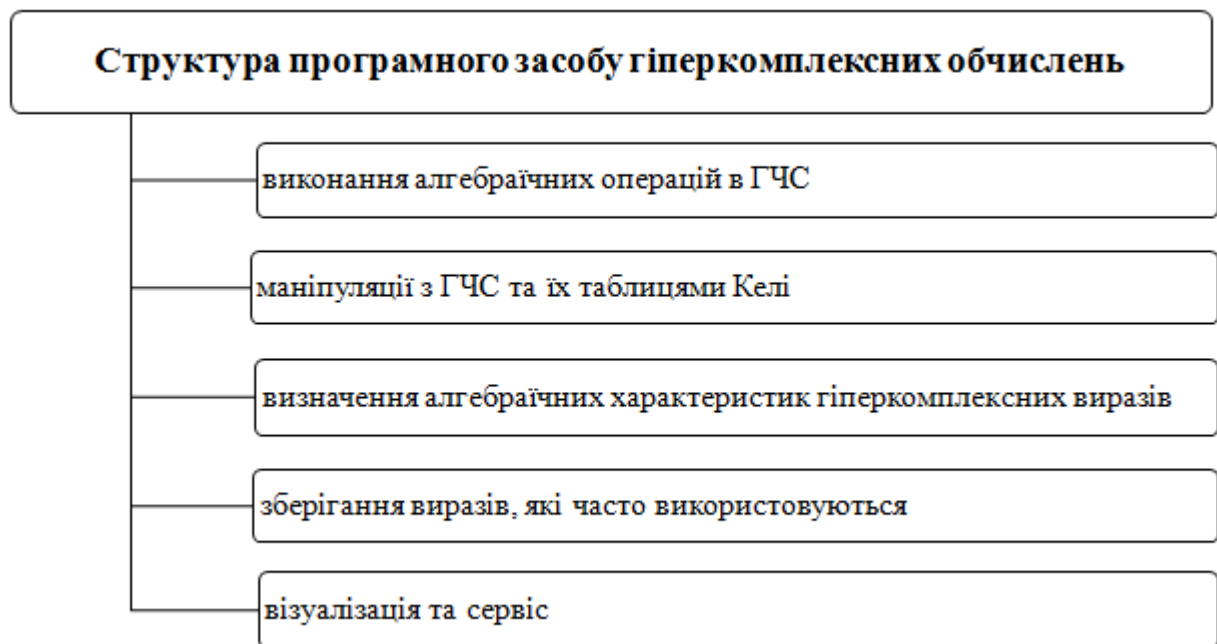 Структура програмного засобу гіперкомплексних обчислень
виконання алгебраїчних операцій в ГЧС
маніпуляції з ГЧС та їх таблицями Келі
визначення алгебраїчних характеристик гіперкомплексних виразів
зберігання виразів, які часто використовуються
візуалізація та сервіс